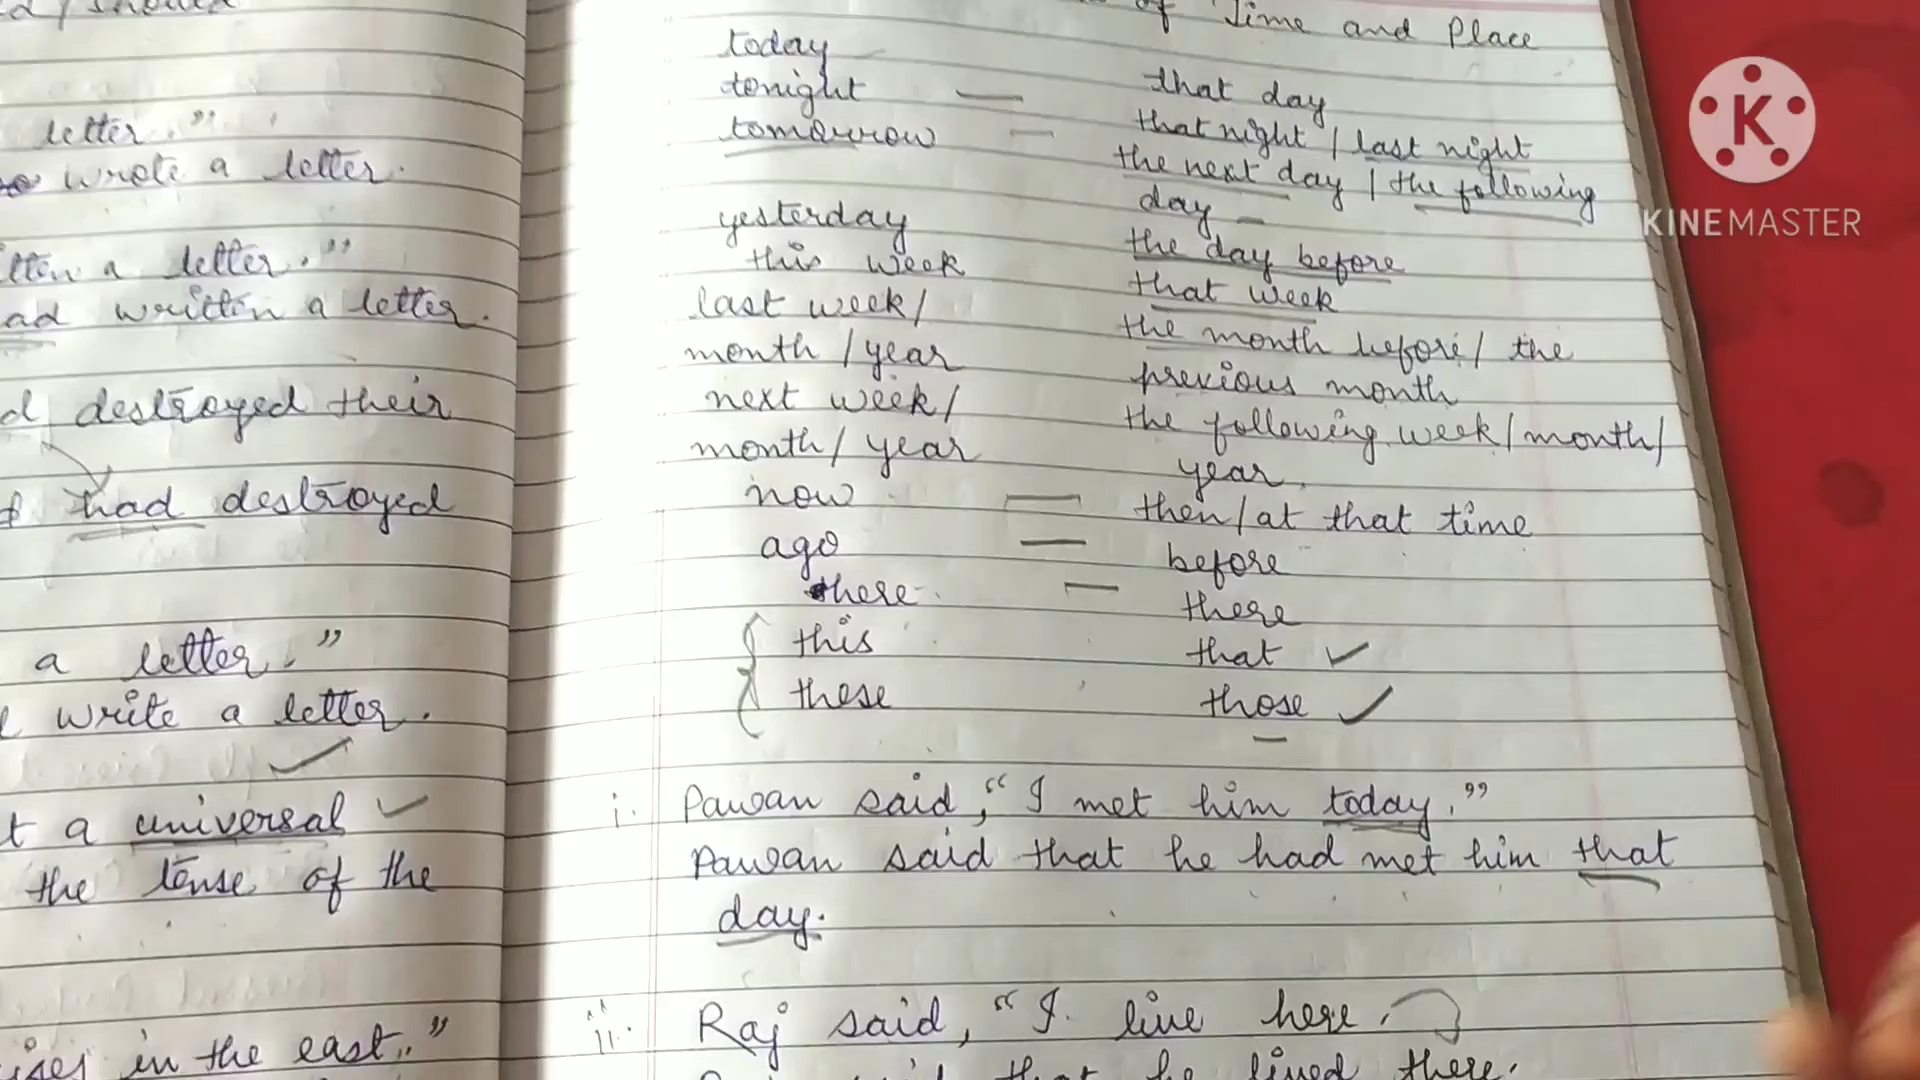 letter."
wrote a letter.
a letter."
written a letter.
destroyed their
had destroyed
a letter."
write a letter.
a universal
the tense of the
in the east."
of Time and Place
today
tonight — that day
tomorrow — that night / last night
the next day / the following
day —
yesterday the day before
this week that week
last week / the month before / the
month / year previous month
next week / the following week / month /
month / year year.
now — then / at that time
ago — before
here — there
this that
these those
i. Pawan said, "I met him today."
Pawan said that he had met him that
day.
ii. Raj said, "I live here.
that he lived there.
K
KINEMASTER